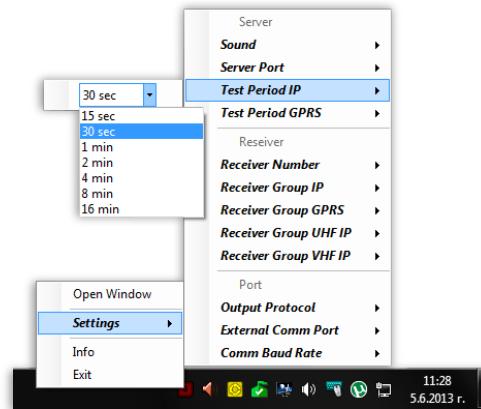 Server
Sound
Server Port
Test Period IP
Test Period GPRS
Reseiver
Receiver Number
Receiver Group IP
Receiver Group GPRS
Receiver Group UHF IP
Receiver Group VHF IP
Port
Output Protocol
External Comm Port
Comm Baud Rate
30 sec
15 sec
30 sec
1 min
2 min
4 min
8 min
16 min
Open Window
Settings
Info
Exit
11:28
5.6.2013 г.